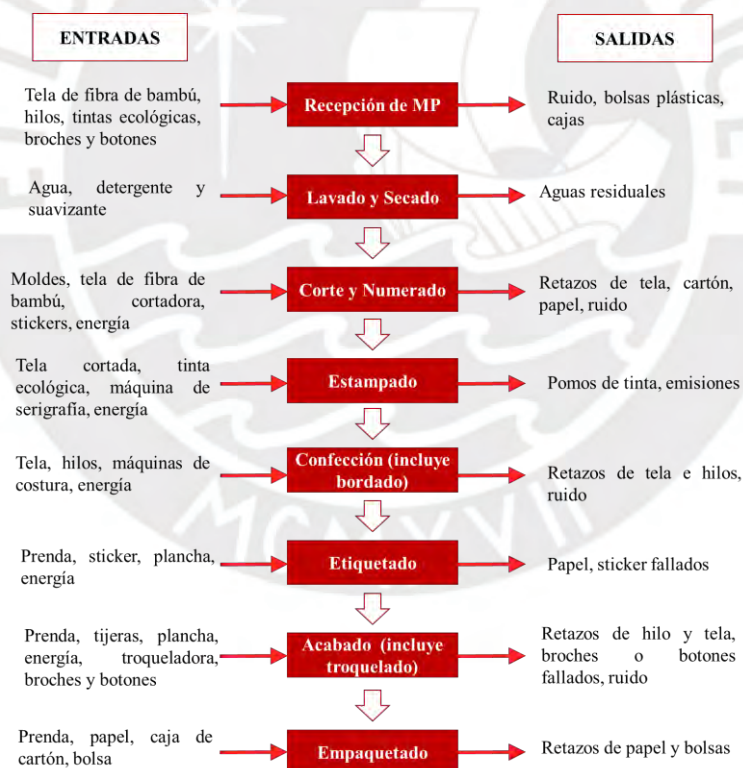 ENTRADAS
SALIDAS
Tela de fibra de bambú,
hilos, tintas ecológicas,
broches y botones
Recepción de MP
Ruido, bolsas plásticas,
cajas
Agua, detergente y
suavizante
Lavado y Secado
Aguas residuales
Moldes, tela de fibra de
bambú, cortadora,
stickers, energía
Corte y Numerado
Retazos de tela, cartón,
papel, ruido
Tela cortada, tinta
ecológica, máquina de
serigrafía, energía
Estampado
Pomos de tinta, emisiones
Tela, hilos, máquinas de
costura, energía
Confección (incluye
bordado)
Retazos de tela e hilos,
ruido
Prenda, sticker, plancha,
energía
Etiquetado
Papel, sticker fallados
Prenda, tijeras, plancha,
energía, troqueladora,
broches y botones
Acabado (incluye
troquelado)
Retazos de hilo y tela,
broches o botones
fallados, ruido
Prenda, papel, caja de
cartón, bolsa
Empaquetado
Retazos de papel y bolsas
MCMXVII